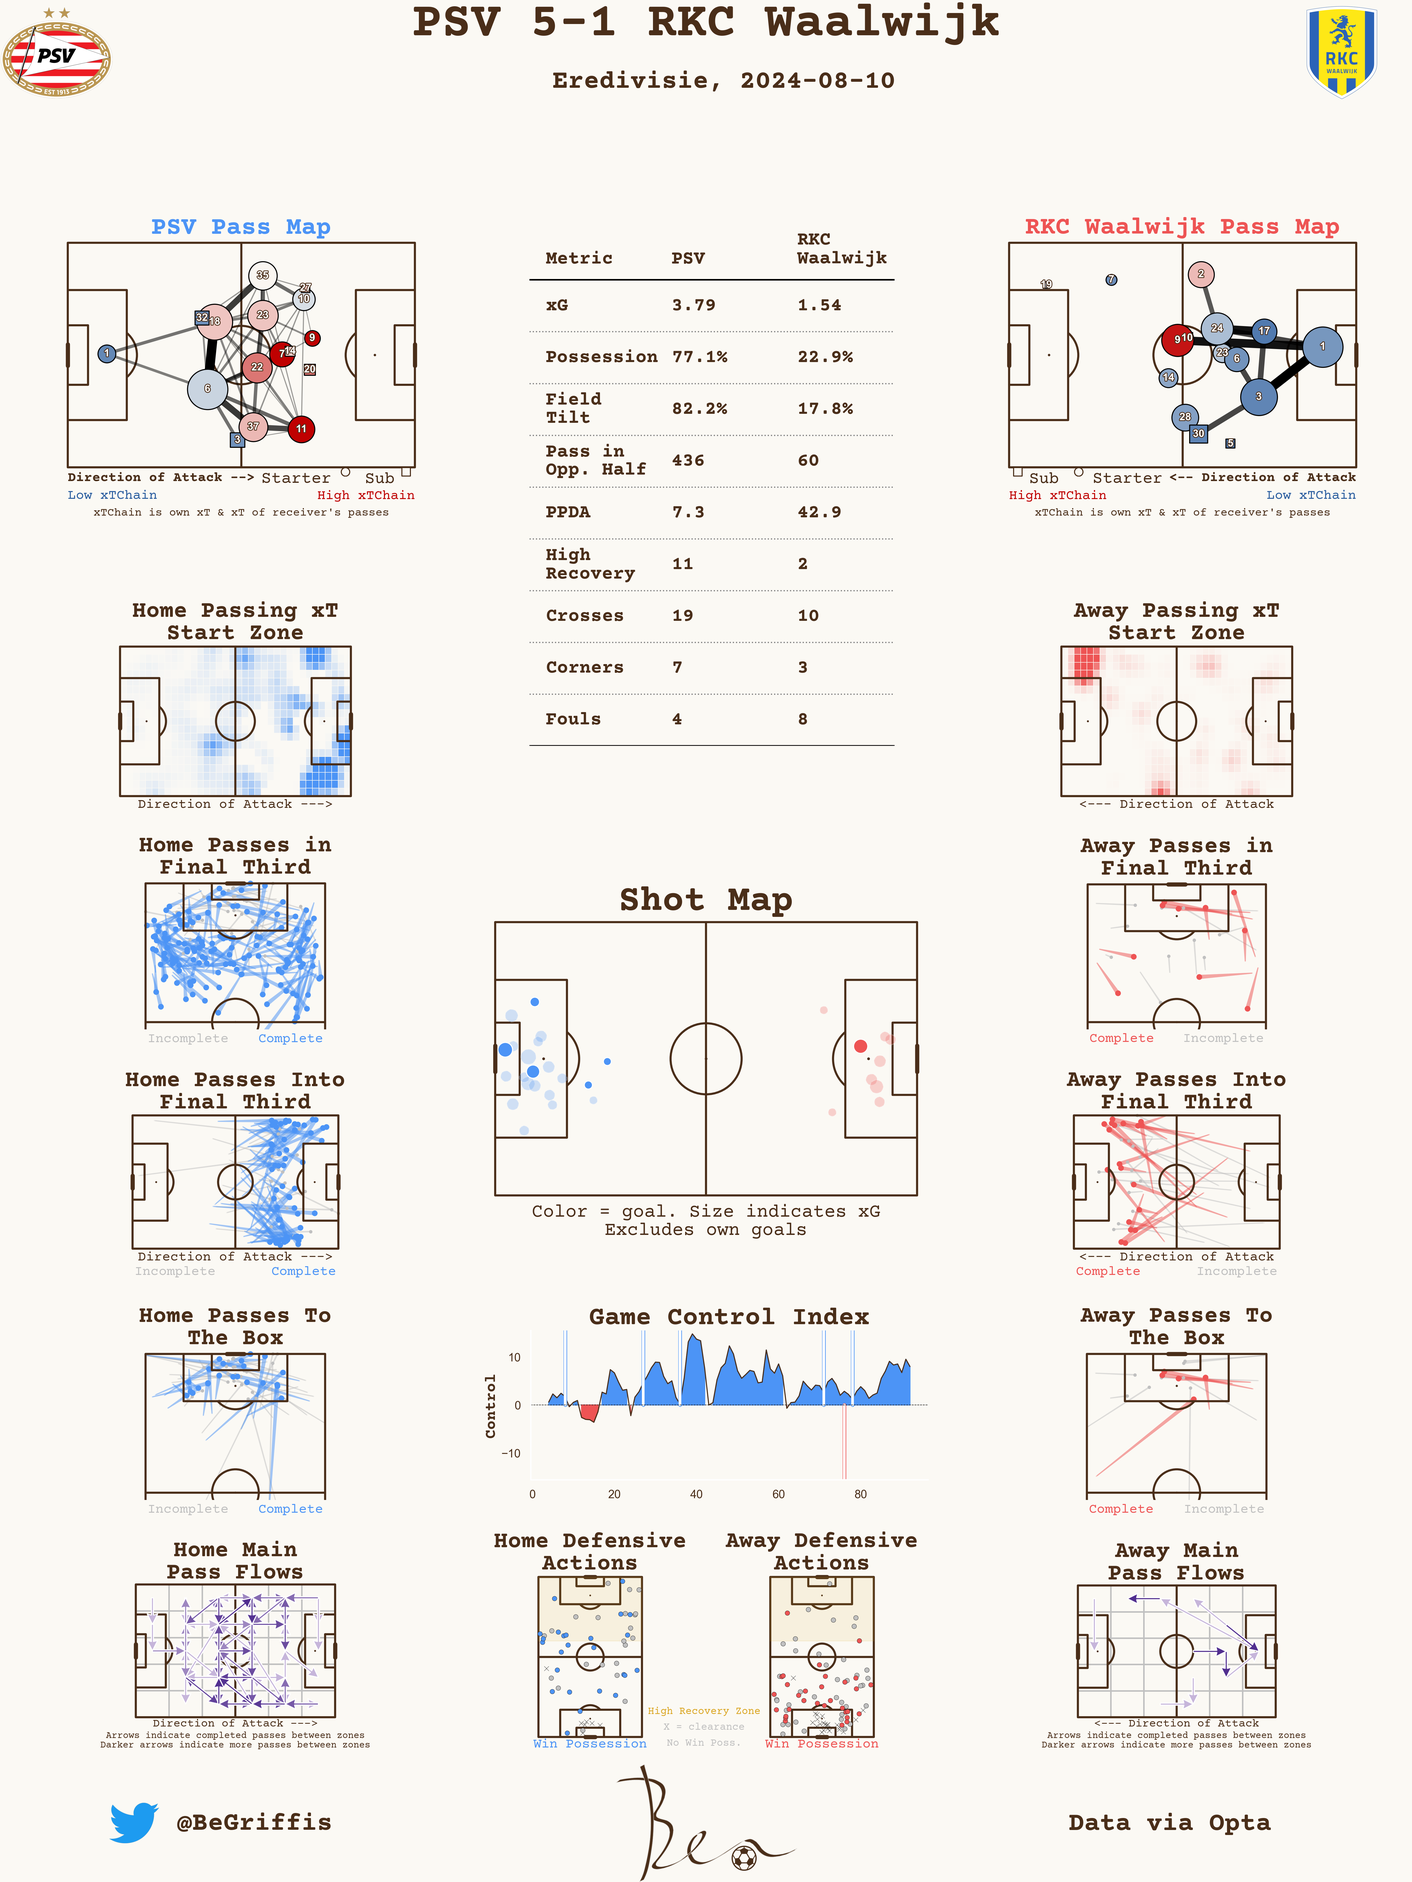 PSV 5-1 RKC Waalwijk
Eredivisie, 2024-08-10
PSV
EST 1913
RKC
WAALWIJK
PSV Pass Map
35
27
10
32
18
23
9
1
7
14
22
20
6
37
11
3
Direction of Attack --> Starter Sub
Low xTChain High xTChain
xTChain is own xT & xT of receiver's passes
Metric PSV RKC Waalwijk
xG 3.79 1.54
Possession 77.1% 22.9%
Field Tilt 82.2% 17.8%
Pass in Opp. Half 436 60
PPDA 7.3 42.9
High Recovery 11 2
Crosses 19 10
Corners 7 3
Fouls 4 8
RKC Waalwijk Pass Map
19
7
2
24
17
9
10
23
6
1
14
3
28
30
5
Sub Starter <-- Direction of Attack
High xTChain Low xTChain
xTChain is own xT & xT of receiver's passes
Home Passing xT
Start Zone
Direction of Attack --->
Away Passing xT
Start Zone
<--- Direction of Attack
Home Passes in
Final Third
Incomplete Complete
Away Passes in
Final Third
Complete Incomplete
Shot Map
Color = goal. Size indicates xG
Excludes own goals
Home Passes Into
Final Third
Direction of Attack --->
Incomplete Complete
Away Passes Into
Final Third
<--- Direction of Attack
Complete Incomplete
Home Passes To
The Box
Incomplete Complete
Game Control Index
Control
10
0
−10
0 20 40 60 80
Away Passes To
The Box
Complete Incomplete
Home Main
Pass Flows
Direction of Attack --->
Arrows indicate completed passes between zones
Darker arrows indicate more passes between zones
Home Defensive
Actions
Win Possession
High Recovery Zone
X = clearance
No Win Poss.
Away Defensive
Actions
Win Possession
Away Main
Pass Flows
<--- Direction of Attack
Arrows indicate completed passes between zones
Darker arrows indicate more passes between zones
@BeGriffis
Ben
Data via Opta